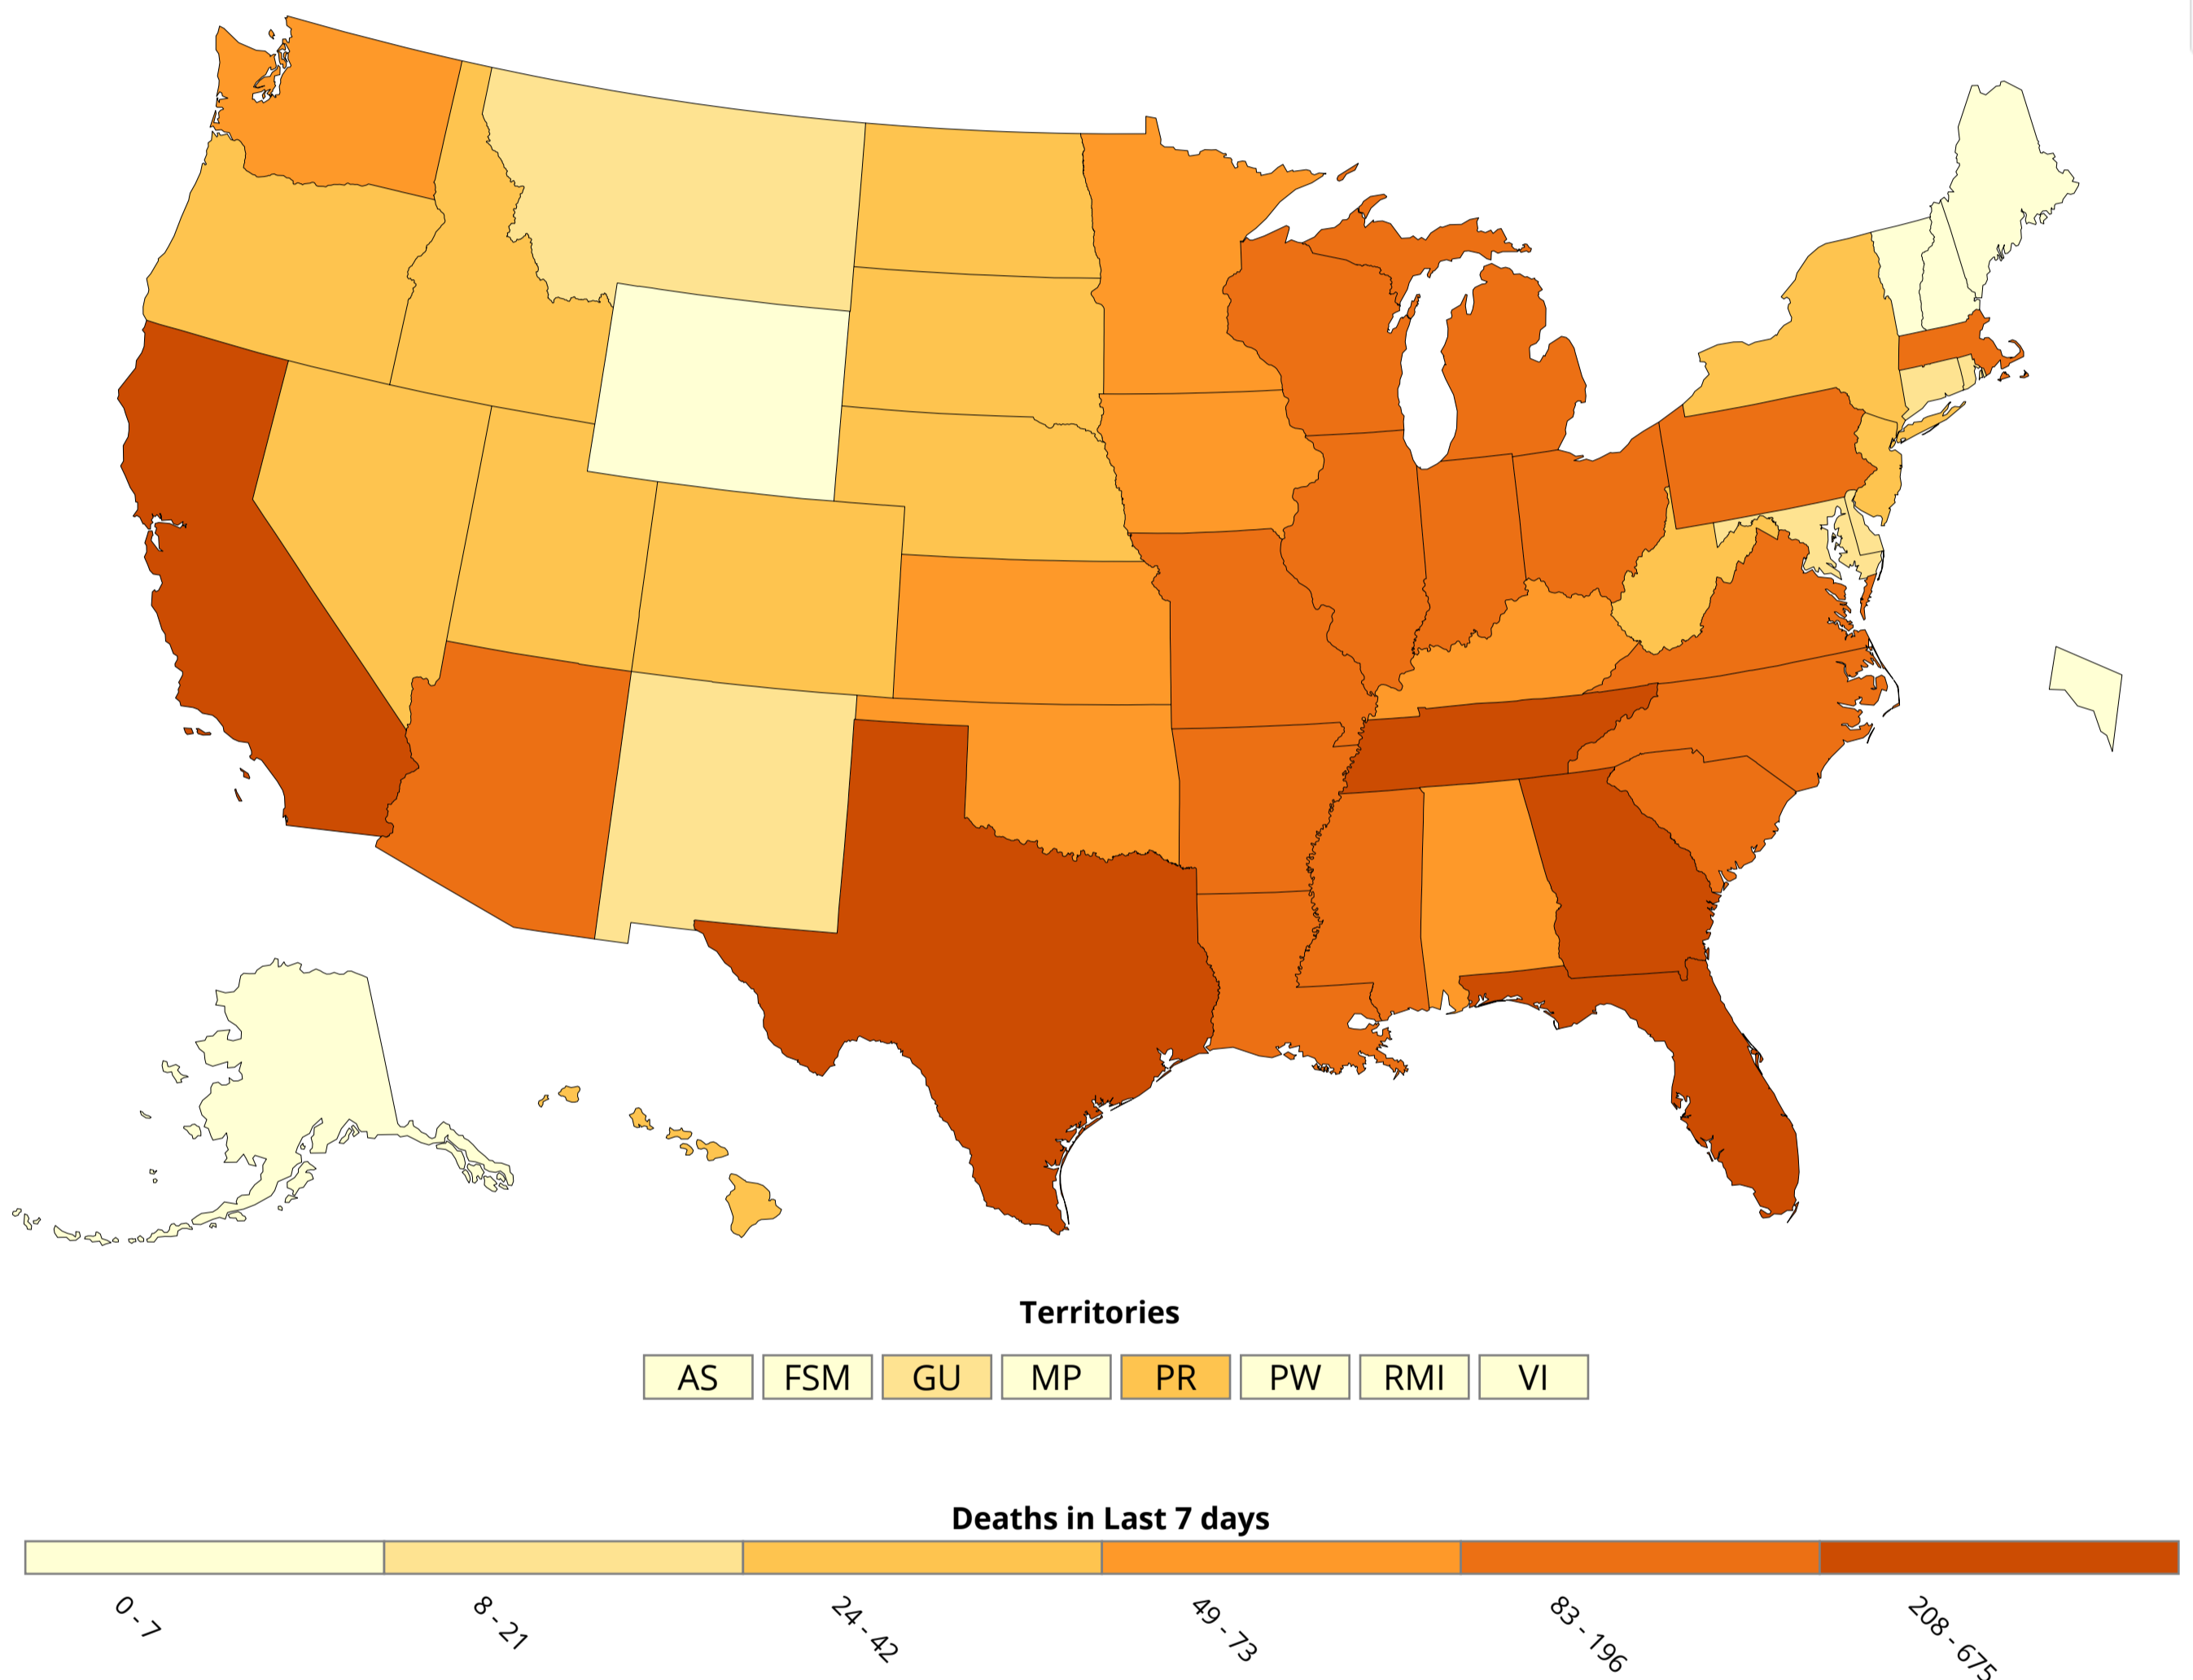 Territories
AS FSM GU MP PR PW RMI VI
Deaths in Last 7 days
0 - 7 8 - 21 24 - 42 49 - 73 83 - 196 208 - 675